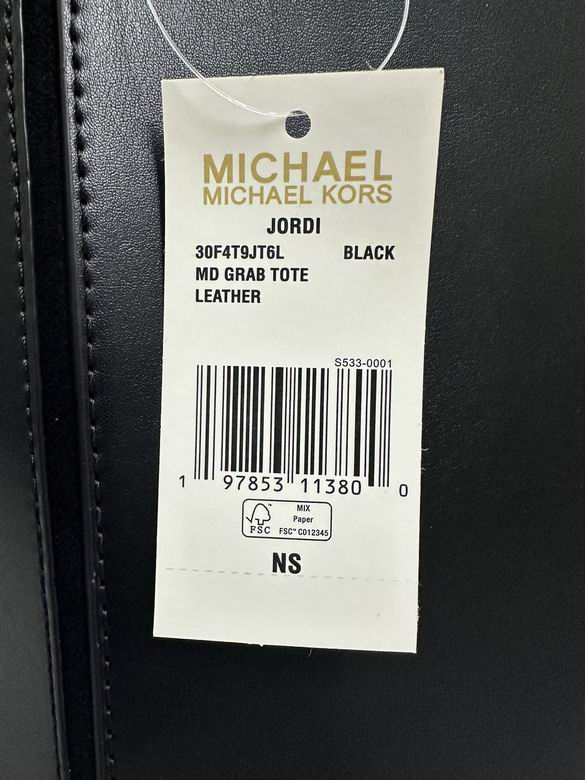 MICHAEL
MICHAEL KORS
JORDI
30F4T9JT6L BLACK
MD GRAB TOTE
LEATHER
S533-0001
1 97853 11380 0
FSC™
MIX
Paper
FSC™ C012345
NS